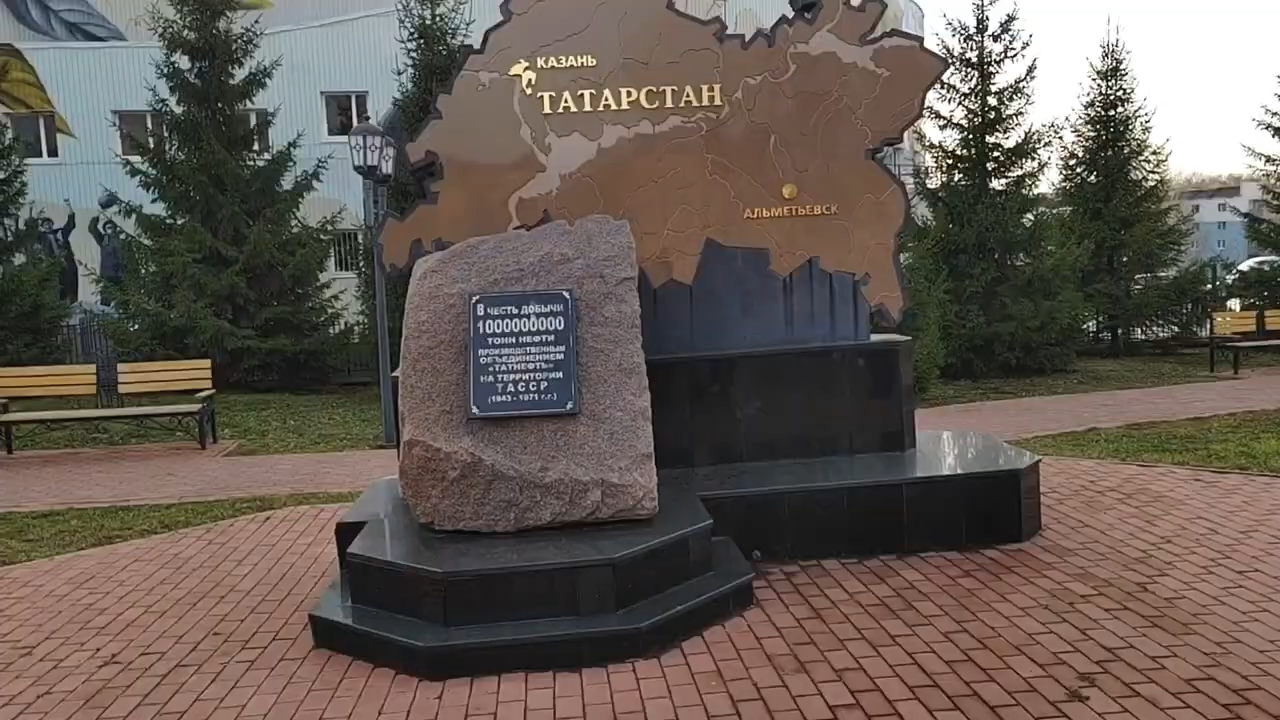 КАЗАНЬ
ТАТАРСТАН
АЛЬМЕТЬЕВСК
В ЧЕСТЬ ДОБЫЧИ
1000000000
ТОНН НЕФТИ
ПРОИЗВОДСТВЕННЫМ
ОБЪЕДИНЕНИЕМ
«ТАТНЕФТЬ»
НА ТЕРРИТОРИИ
ТАССР
(1943 - 1971 г.г.)